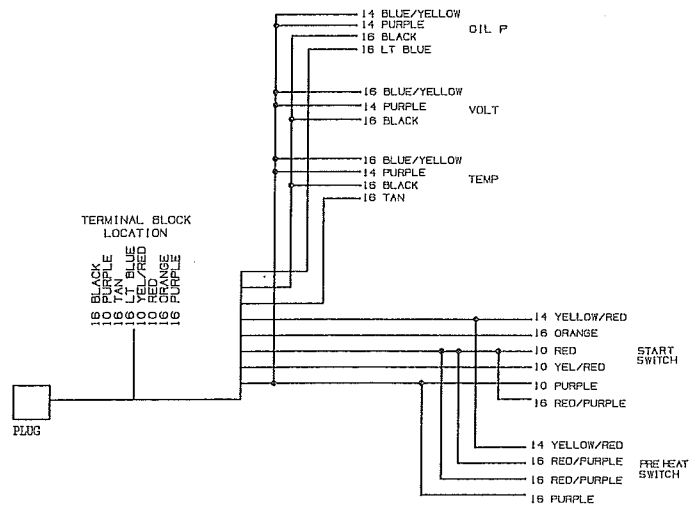 14 BLUE/YELLOW
14 PURPLE
16 BLACK
16 LT BLUE
OIL P
16 BLUE/YELLOW
14 PURPLE
16 BLACK
VOLT
16 BLUE/YELLOW
14 PURPLE
16 BLACK
16 TAN
TEMP
TERMINAL BLOCK
LOCATION
16 BLACK
10 PURPLE
16 TAN
16 LT BLUE
10 YEL/RED
10 RED
16 ORANGE
16 PURPLE
14 YELLOW/RED
16 ORANGE
10 RED
10 YEL/RED
10 PURPLE
16 RED/PURPLE
START
SWITCH
PLUG
14 YELLOW/RED
16 RED/PURPLE
16 RED/PURPLE
16 PURPLE
PREHEAT
SWITCH